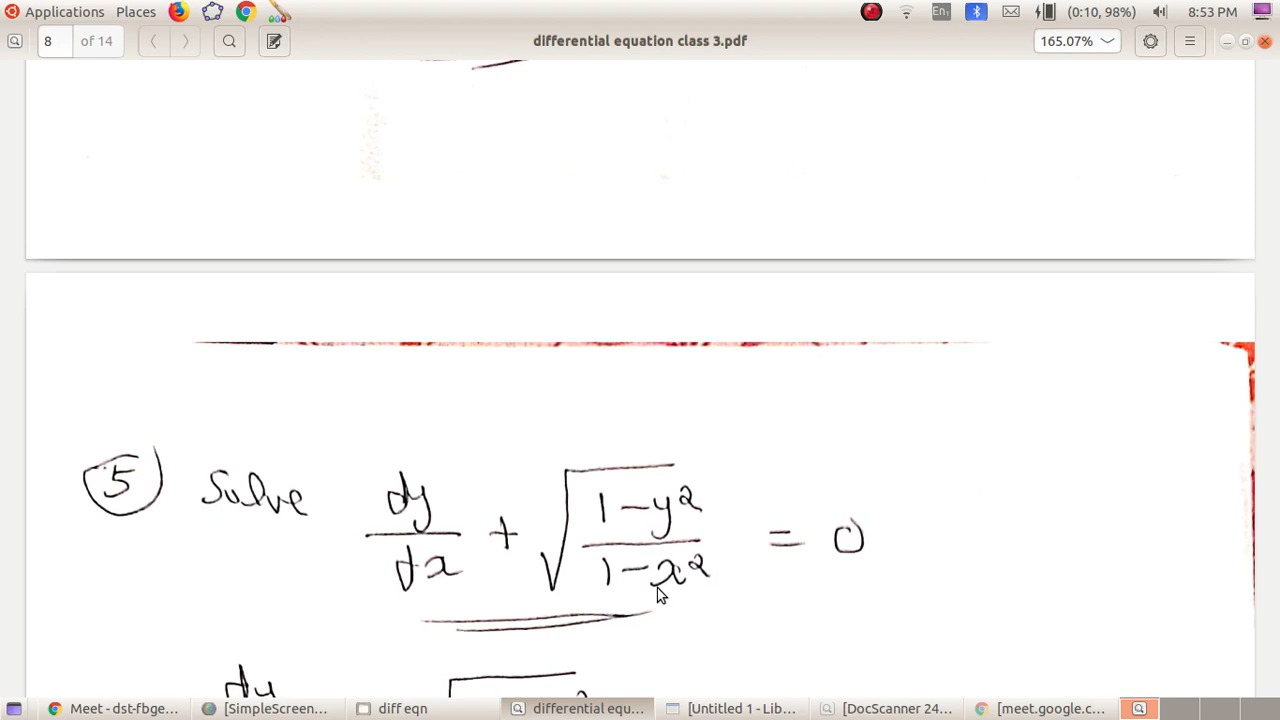 Applications Places En1 (0:10, 98%) 8:53 PM
8 of 14 differential equation class 3.pdf 165.07%
5 Solve dy/dx + √((1-y²)/(1-x²)) = 0
dy
Meet - dst-fbge... [SimpleScreen... diff eqn differential equ... [Untitled 1 - Lib... [DocScanner 24... [meet.google.c...